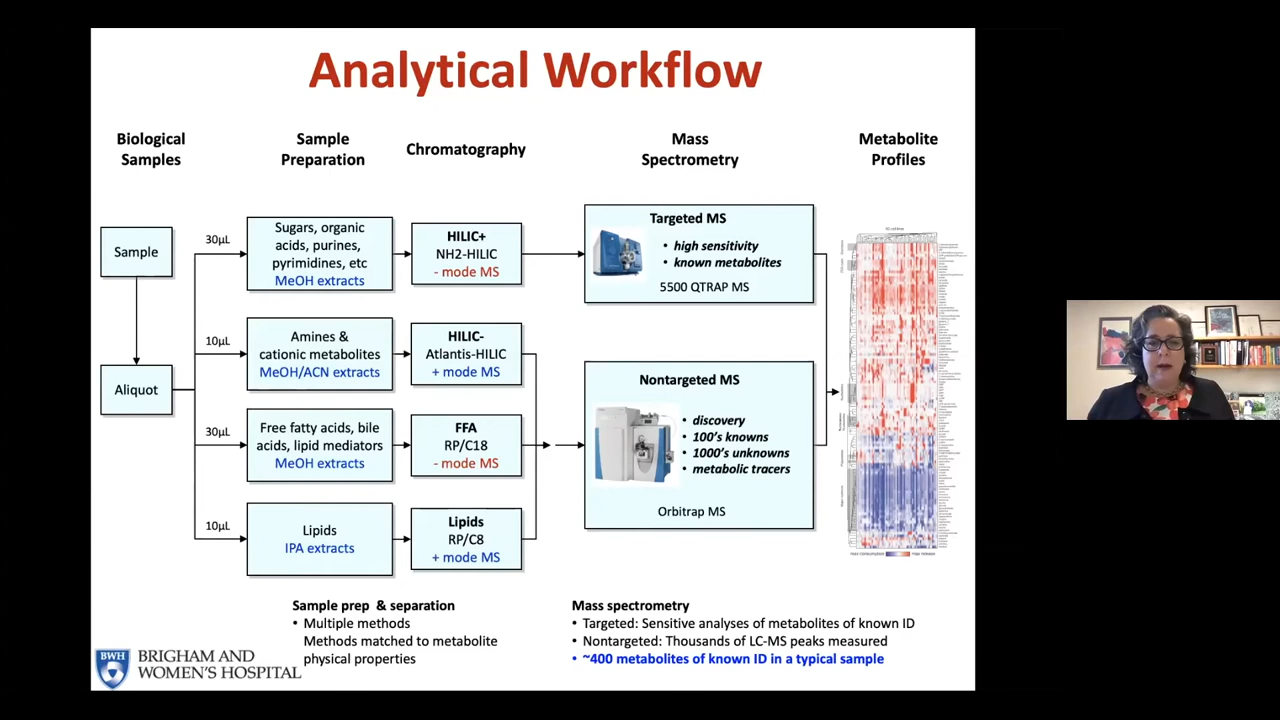 Analytical Workflow
Biological
Samples
Sample
Preparation
Chromatography
Mass
Spectrometry
Metabolite
Profiles
Sample
Aliquot
30µL
Sugars, organic
acids, purines,
pyrimidines, etc
MeOH extracts
HILIC+
NH2-HILIC
- mode MS
10µL
Amines &
cationic metabolites
MeOH/ACN extracts
HILIC-
Atlantis-HILIC
+ mode MS
30µL
Free fatty acids, bile
acids, lipid mediators
MeOH extracts
FFA
RP/C18
- mode MS
10µL
Lipids
IPA extracts
Lipids
RP/C8
+ mode MS
Targeted MS
• high sensitivity
• known metabolites
5500 QTRAP MS
Nontargeted MS
discovery
100's knowns
1000's unknowns
metabolic tracers
Orbitrap MS
Sample prep & separation
• Multiple methods
Methods matched to metabolite
physical properties
Mass spectrometry
• Targeted: Sensitive analyses of metabolites of known ID
• Nontargeted: Thousands of LC-MS peaks measured
• ~400 metabolites of known ID in a typical sample
BWH
BRIGHAM AND
WOMEN'S HOSPITAL